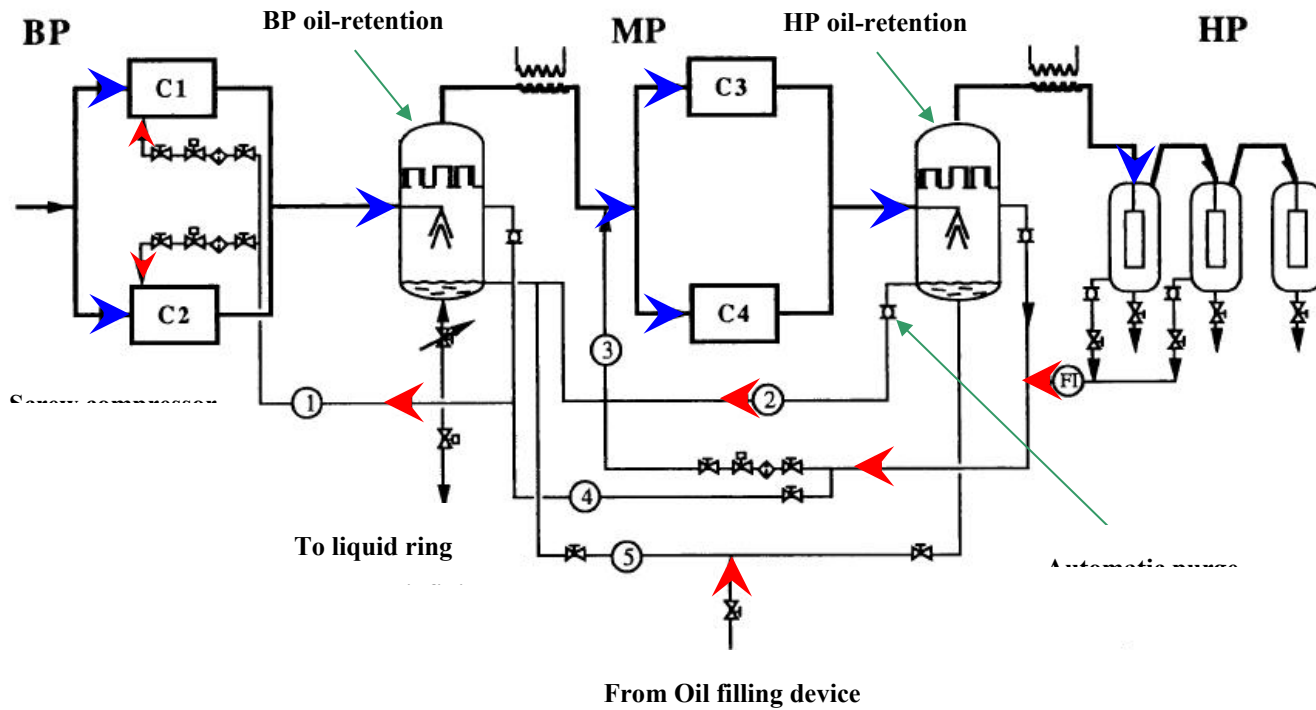 BP oil-retention
MP
HP oil-retention
BP
HP
C1
C3
C2
C4
3
1
2
FI
4
To liquid ring
5
From Oil filling device